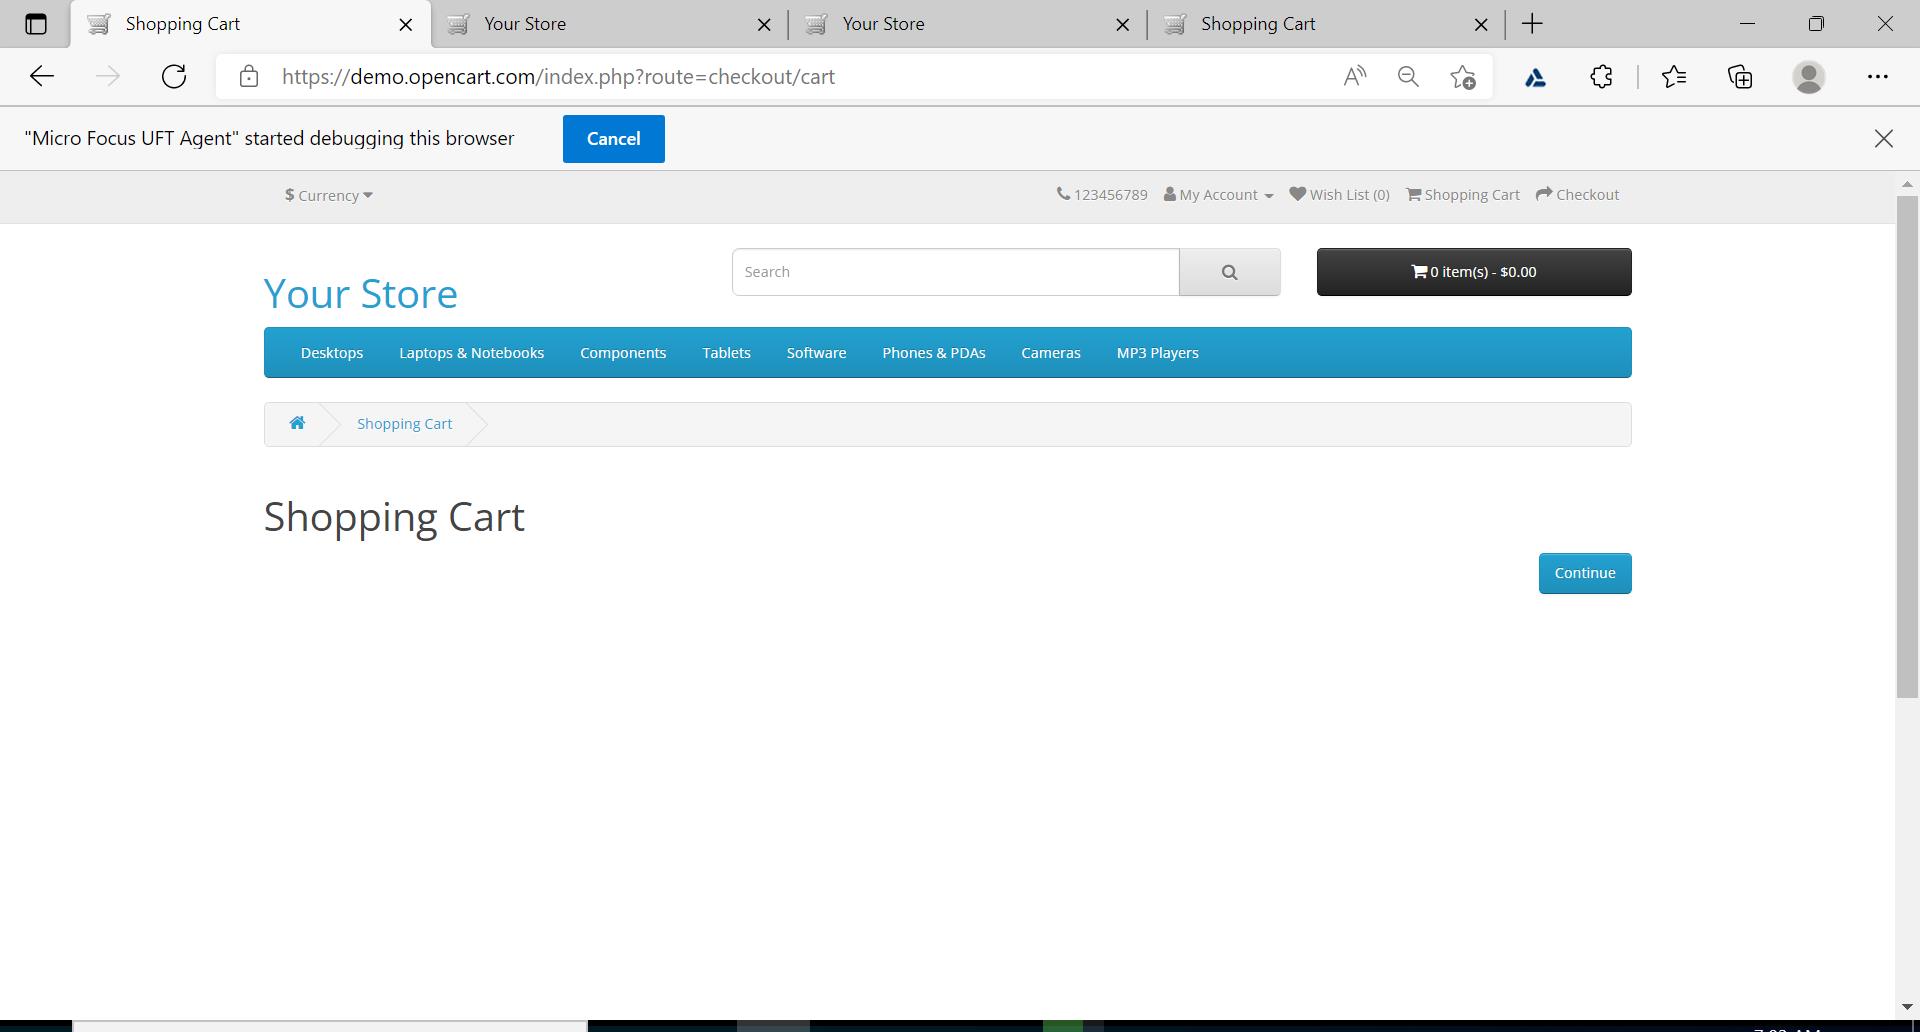 Shopping Cart
Your Store
Your Store
Shopping Cart
https://demo.opencart.com/index.php?route=checkout/cart
"Micro Focus UFT Agent" started debugging this browser
Cancel
$ Currency
123456789 My Account Wish List (0) Shopping Cart Checkout
Your Store
Search
0 item(s) - $0.00
Desktops Laptops & Notebooks Components Tablets Software Phones & PDAs Cameras MP3 Players
Shopping Cart
Shopping Cart
Continue